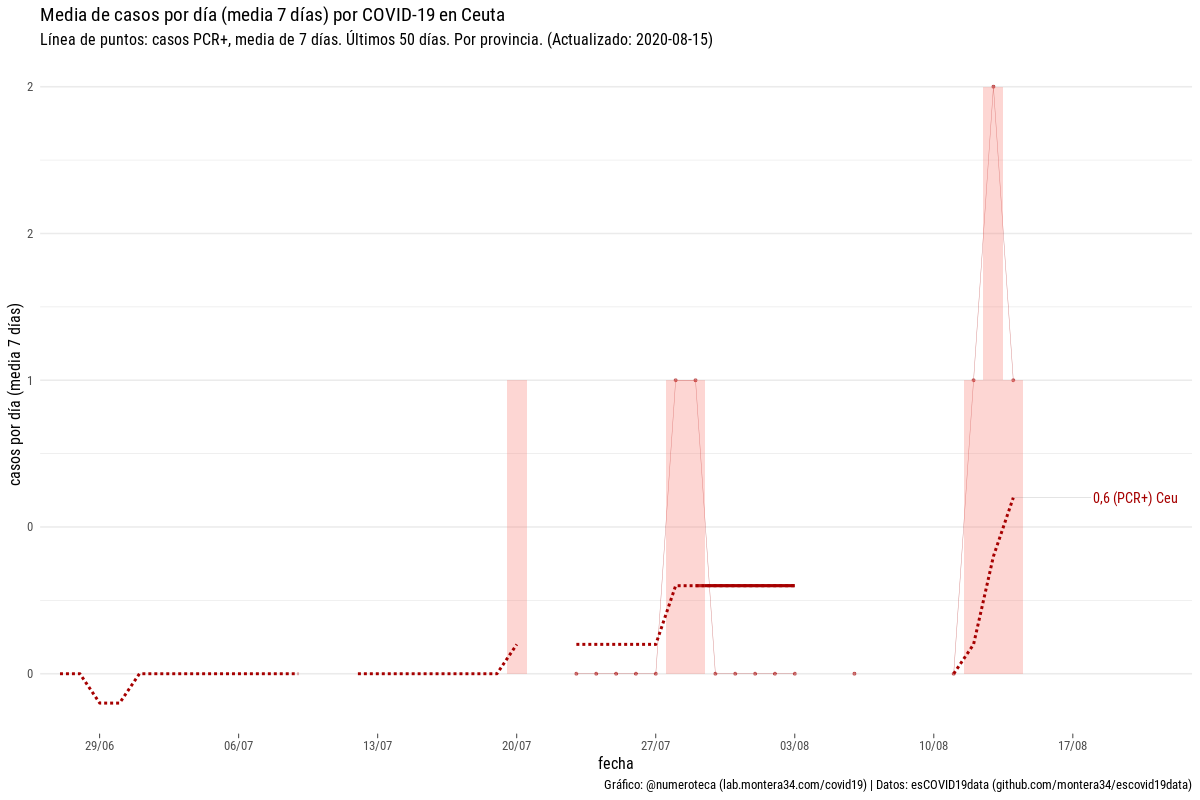 Media de casos por día (media 7 días) por COVID-19 en Ceuta
Línea de puntos: casos PCR+, media de 7 días. Últimos 50 días. Por provincia. (Actualizado: 2020-08-15)
casos por día (media 7 días)
2
2
1
0
0
0,6 (PCR+) Ceu
29/06
06/07
13/07
20/07
27/07
03/08
10/08
17/08
fecha
Gráfico: @numeroteca (lab.montera34.com/covid19) | Datos: esCOVID19data (github.com/montera34/escovid19data)